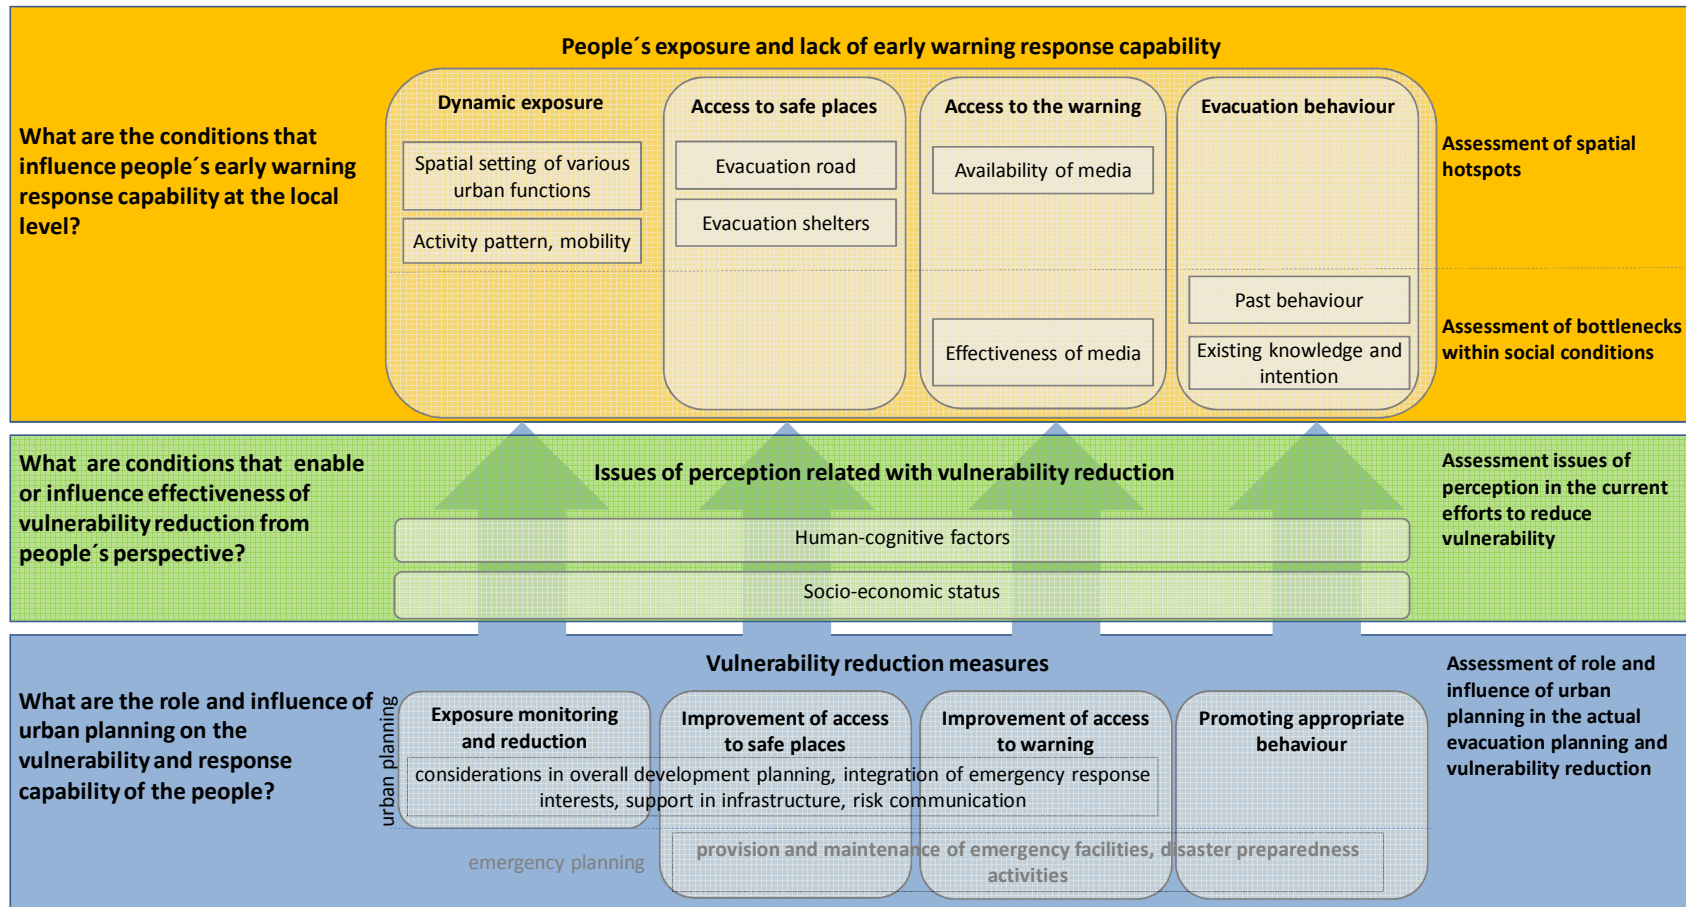 People´s exposure and lack of early warning response capability
What are the conditions that
influence people´s early warning
response capability at the local
level?
Dynamic exposure
Spatial setting of various
urban functions
Activity pattern, mobility
Access to safe places
Evacuation road
Evacuation shelters
Access to the warning
Availability of media
Effectiveness of media
Evacuation behaviour
Past behaviour
Existing knowledge and
intention
Assessment of spatial
hotspots
Assessment of bottlenecks
within social conditions
What are conditions that enable
or influence effectiveness of
vulnerability reduction from
people´s perspective?
Issues of perception related with vulnerability reduction
Human-cognitive factors
Socio-economic status
Assessment issues of
perception in the current
efforts to reduce
vulnerability
Vulnerability reduction measures
What are the role and influence of
urban planning on the
vulnerability and response
capability of the people?
urban planning
Exposure monitoring
and reduction
Improvement of access
to safe places
Improvement of access
to warning
Promoting appropriate
behaviour
considerations in overall development planning, integration of emergency response
interests, support in infrastructure, risk communication
emergency planning
provision and maintenance of emergency facilities, disaster preparedness
activities
Assessment of role and
influence of urban
planning in the actual
evacuation planning and
vulnerability reduction